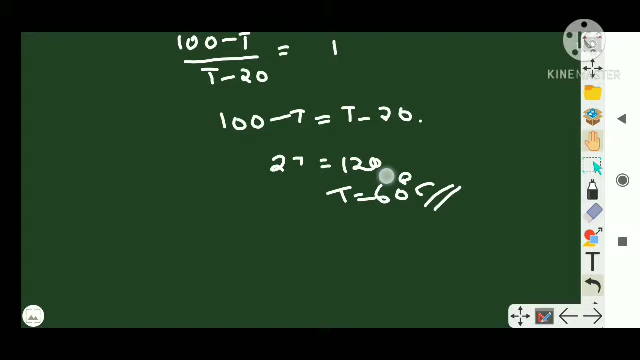 KINEMASTER
100-T / T-20 = 1
100-T = T-20.
2T = 120
T = 60°C//
T